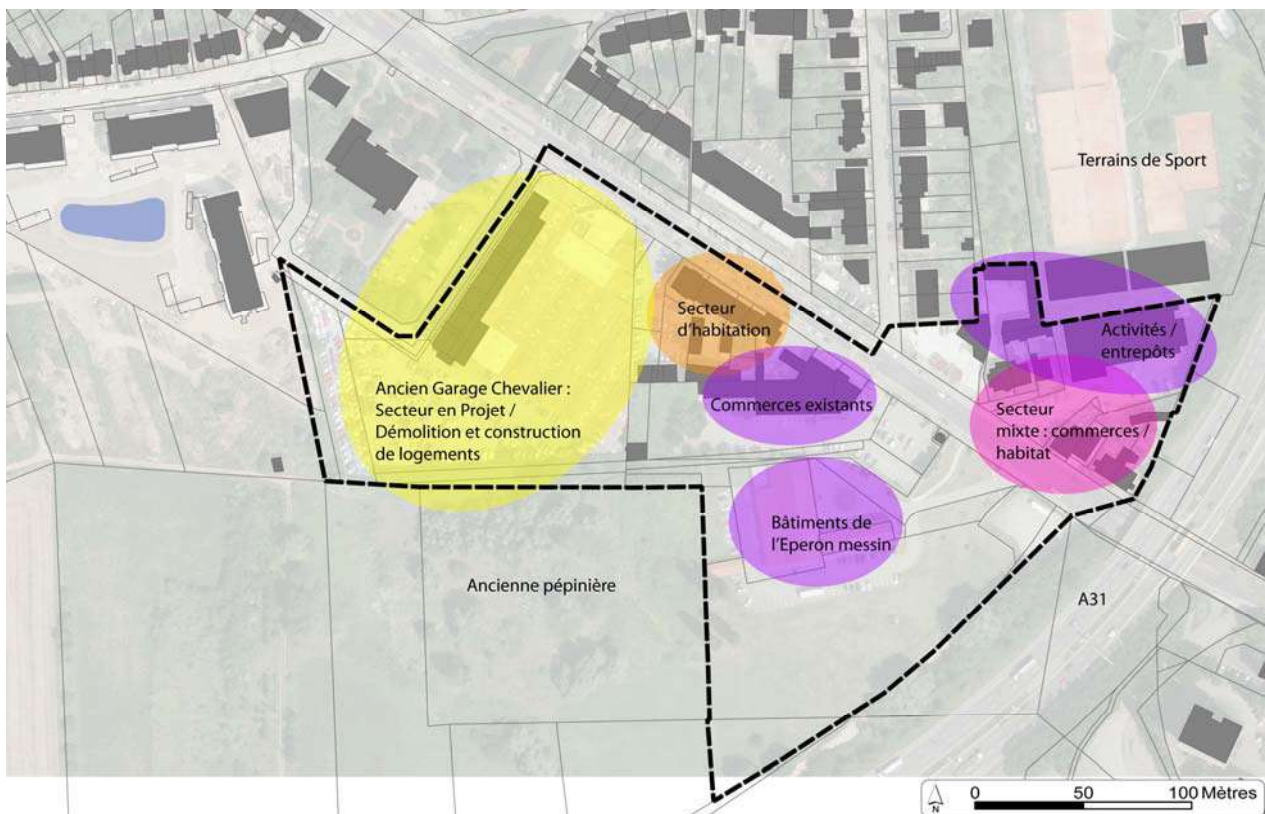 Terrains de Sport
Secteur
d'habitation
Activités /
entrepôts
Ancien Garage Chevalier :
Secteur en Projet /
Démolition et construction
de logements
Commerces existants
Secteur
mixte : commerces /
habitat
Bâtiments de
l'Eperon messin
Ancienne pépinière
A31
N
0 50 100 Mètres